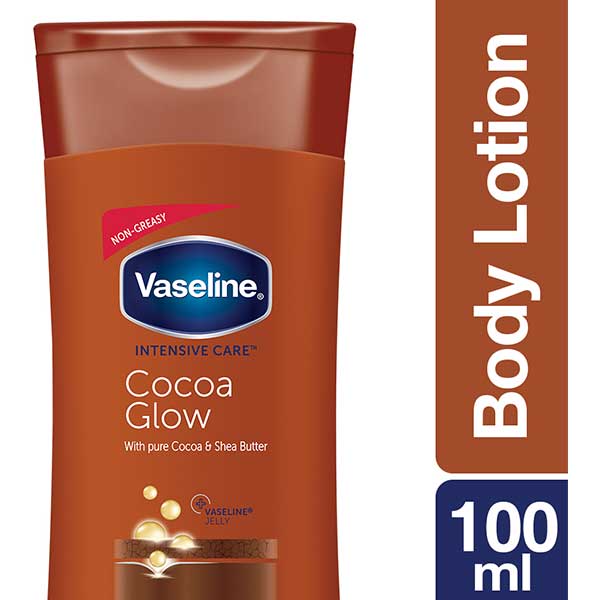 NON-GREASY
Vaseline®
INTENSIVE CARE™
Cocoa
Glow
With pure Cocoa & Shea Butter
VASELINE®
JELLY
Body Lotion
100
ml